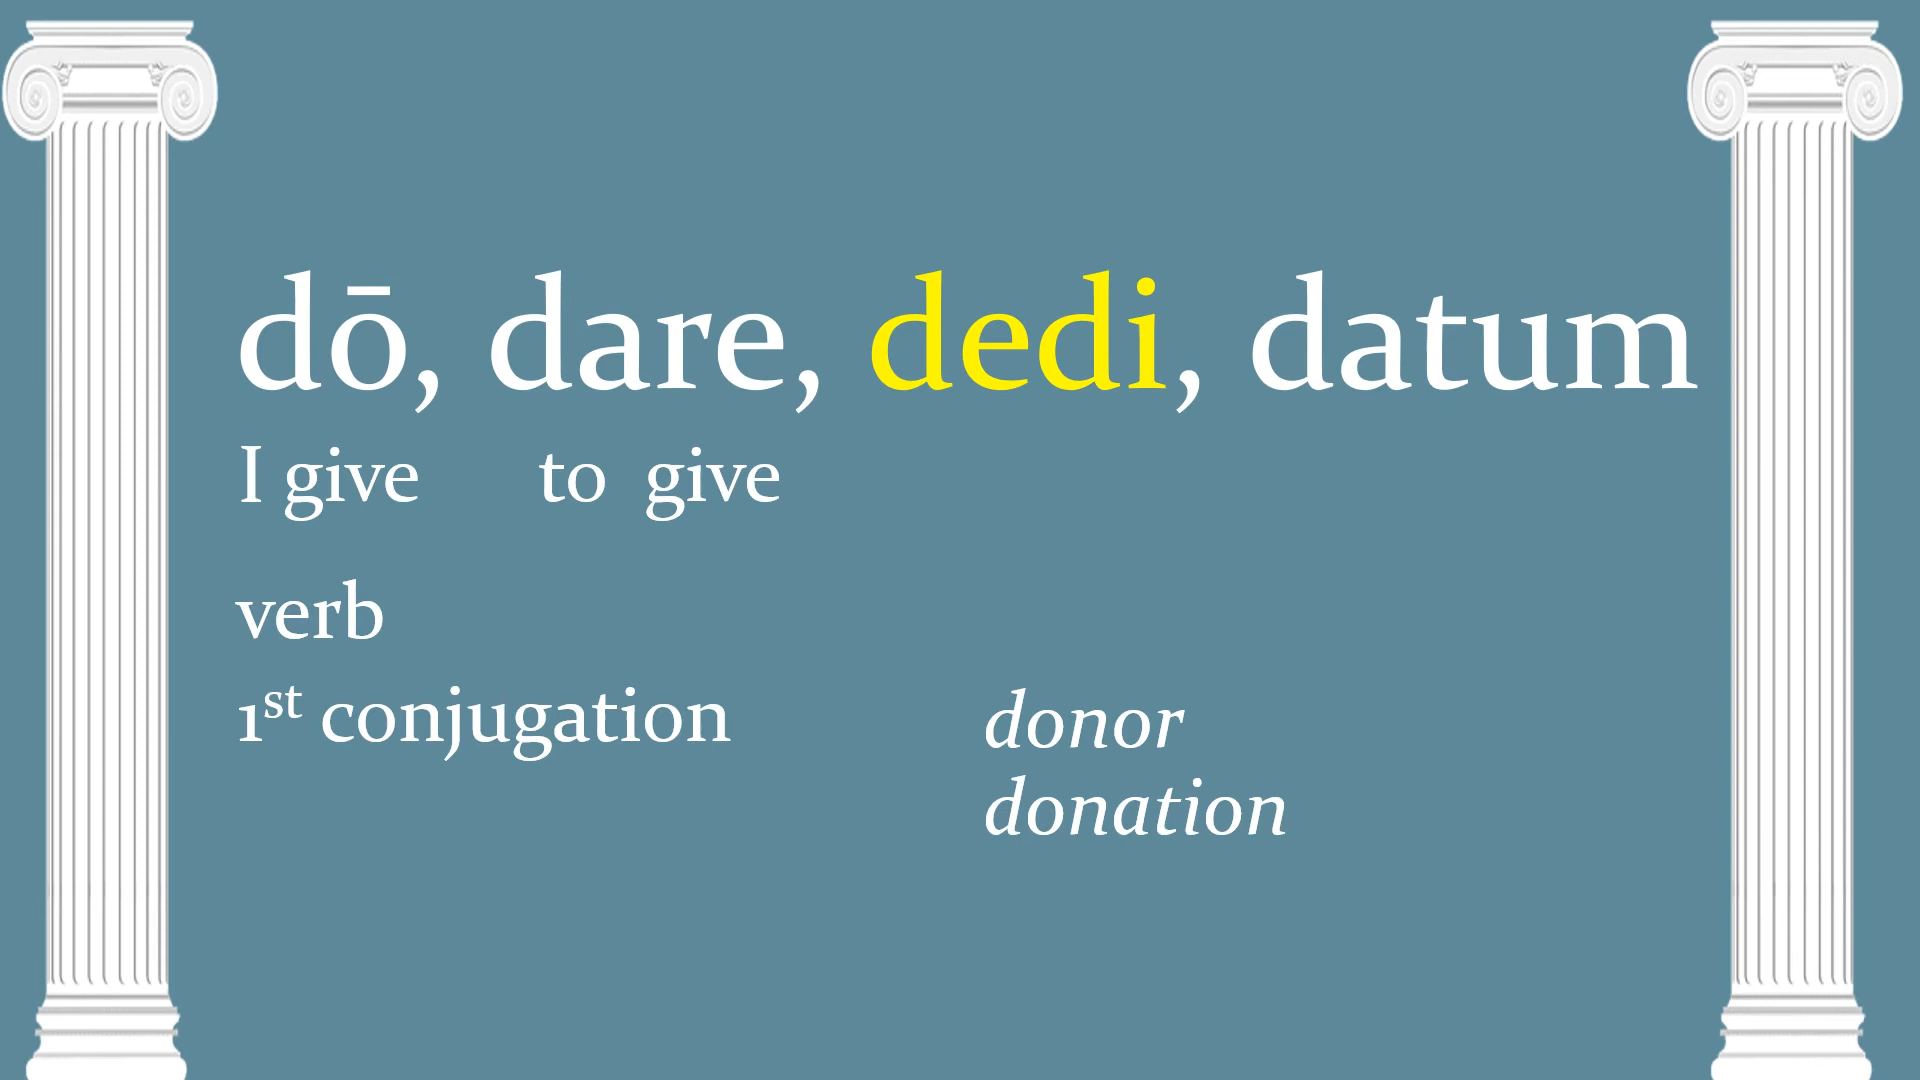 dō, dare, dedi, datum
I give to give
verb
1st conjugation
donor
donation